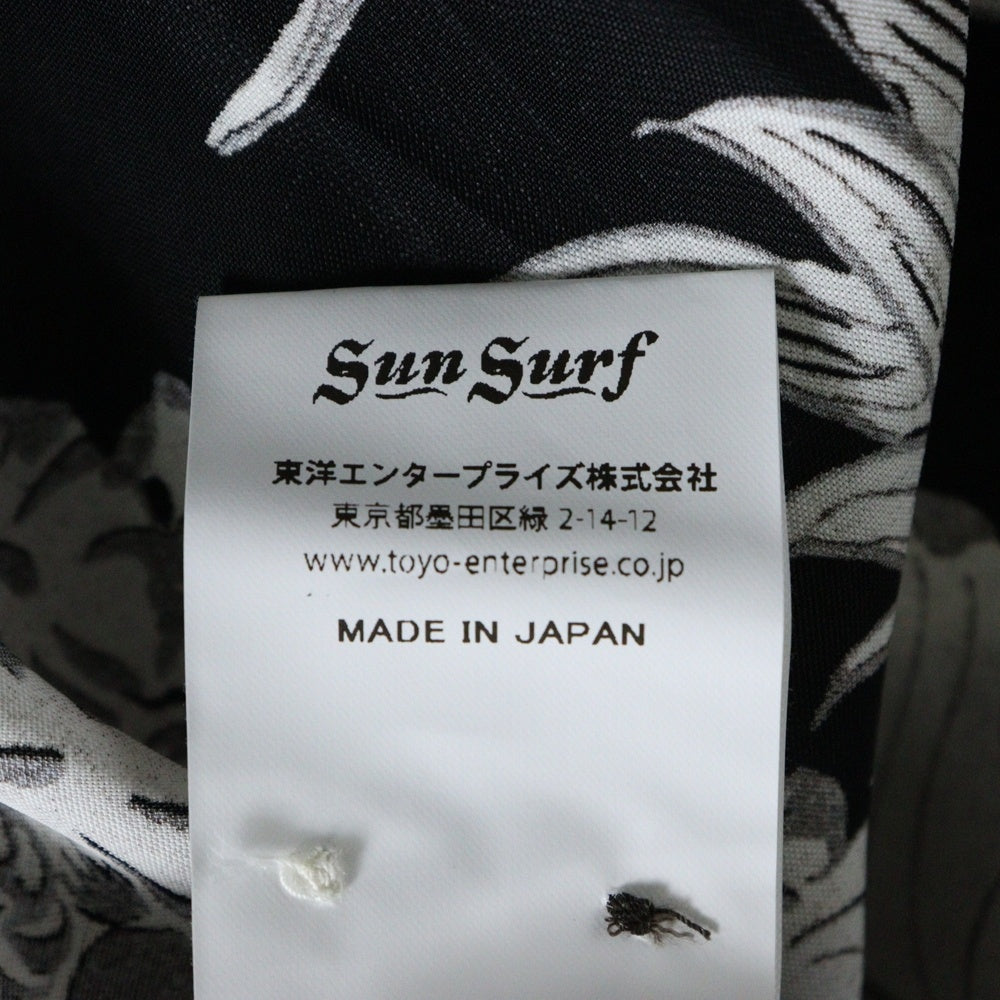 Sun Surf
東洋エンタープライズ株式会社
東京都墨田区緑 2-14-12
www.toyo-enterprise.co.jp
MADE IN JAPAN